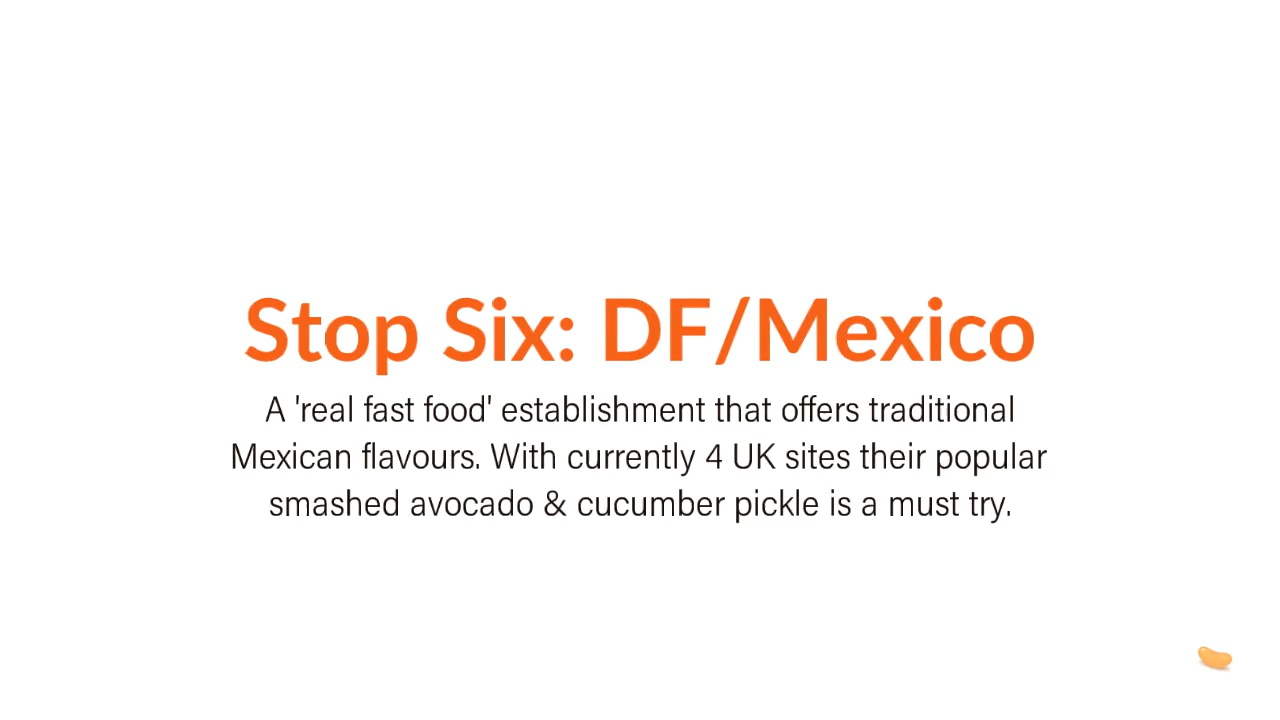 Stop Six: DF/Mexico
A 'real fast food' establishment that offers traditional
Mexican flavours. With currently 4 UK sites their popular
smashed avocado & cucumber pickle is a must try.